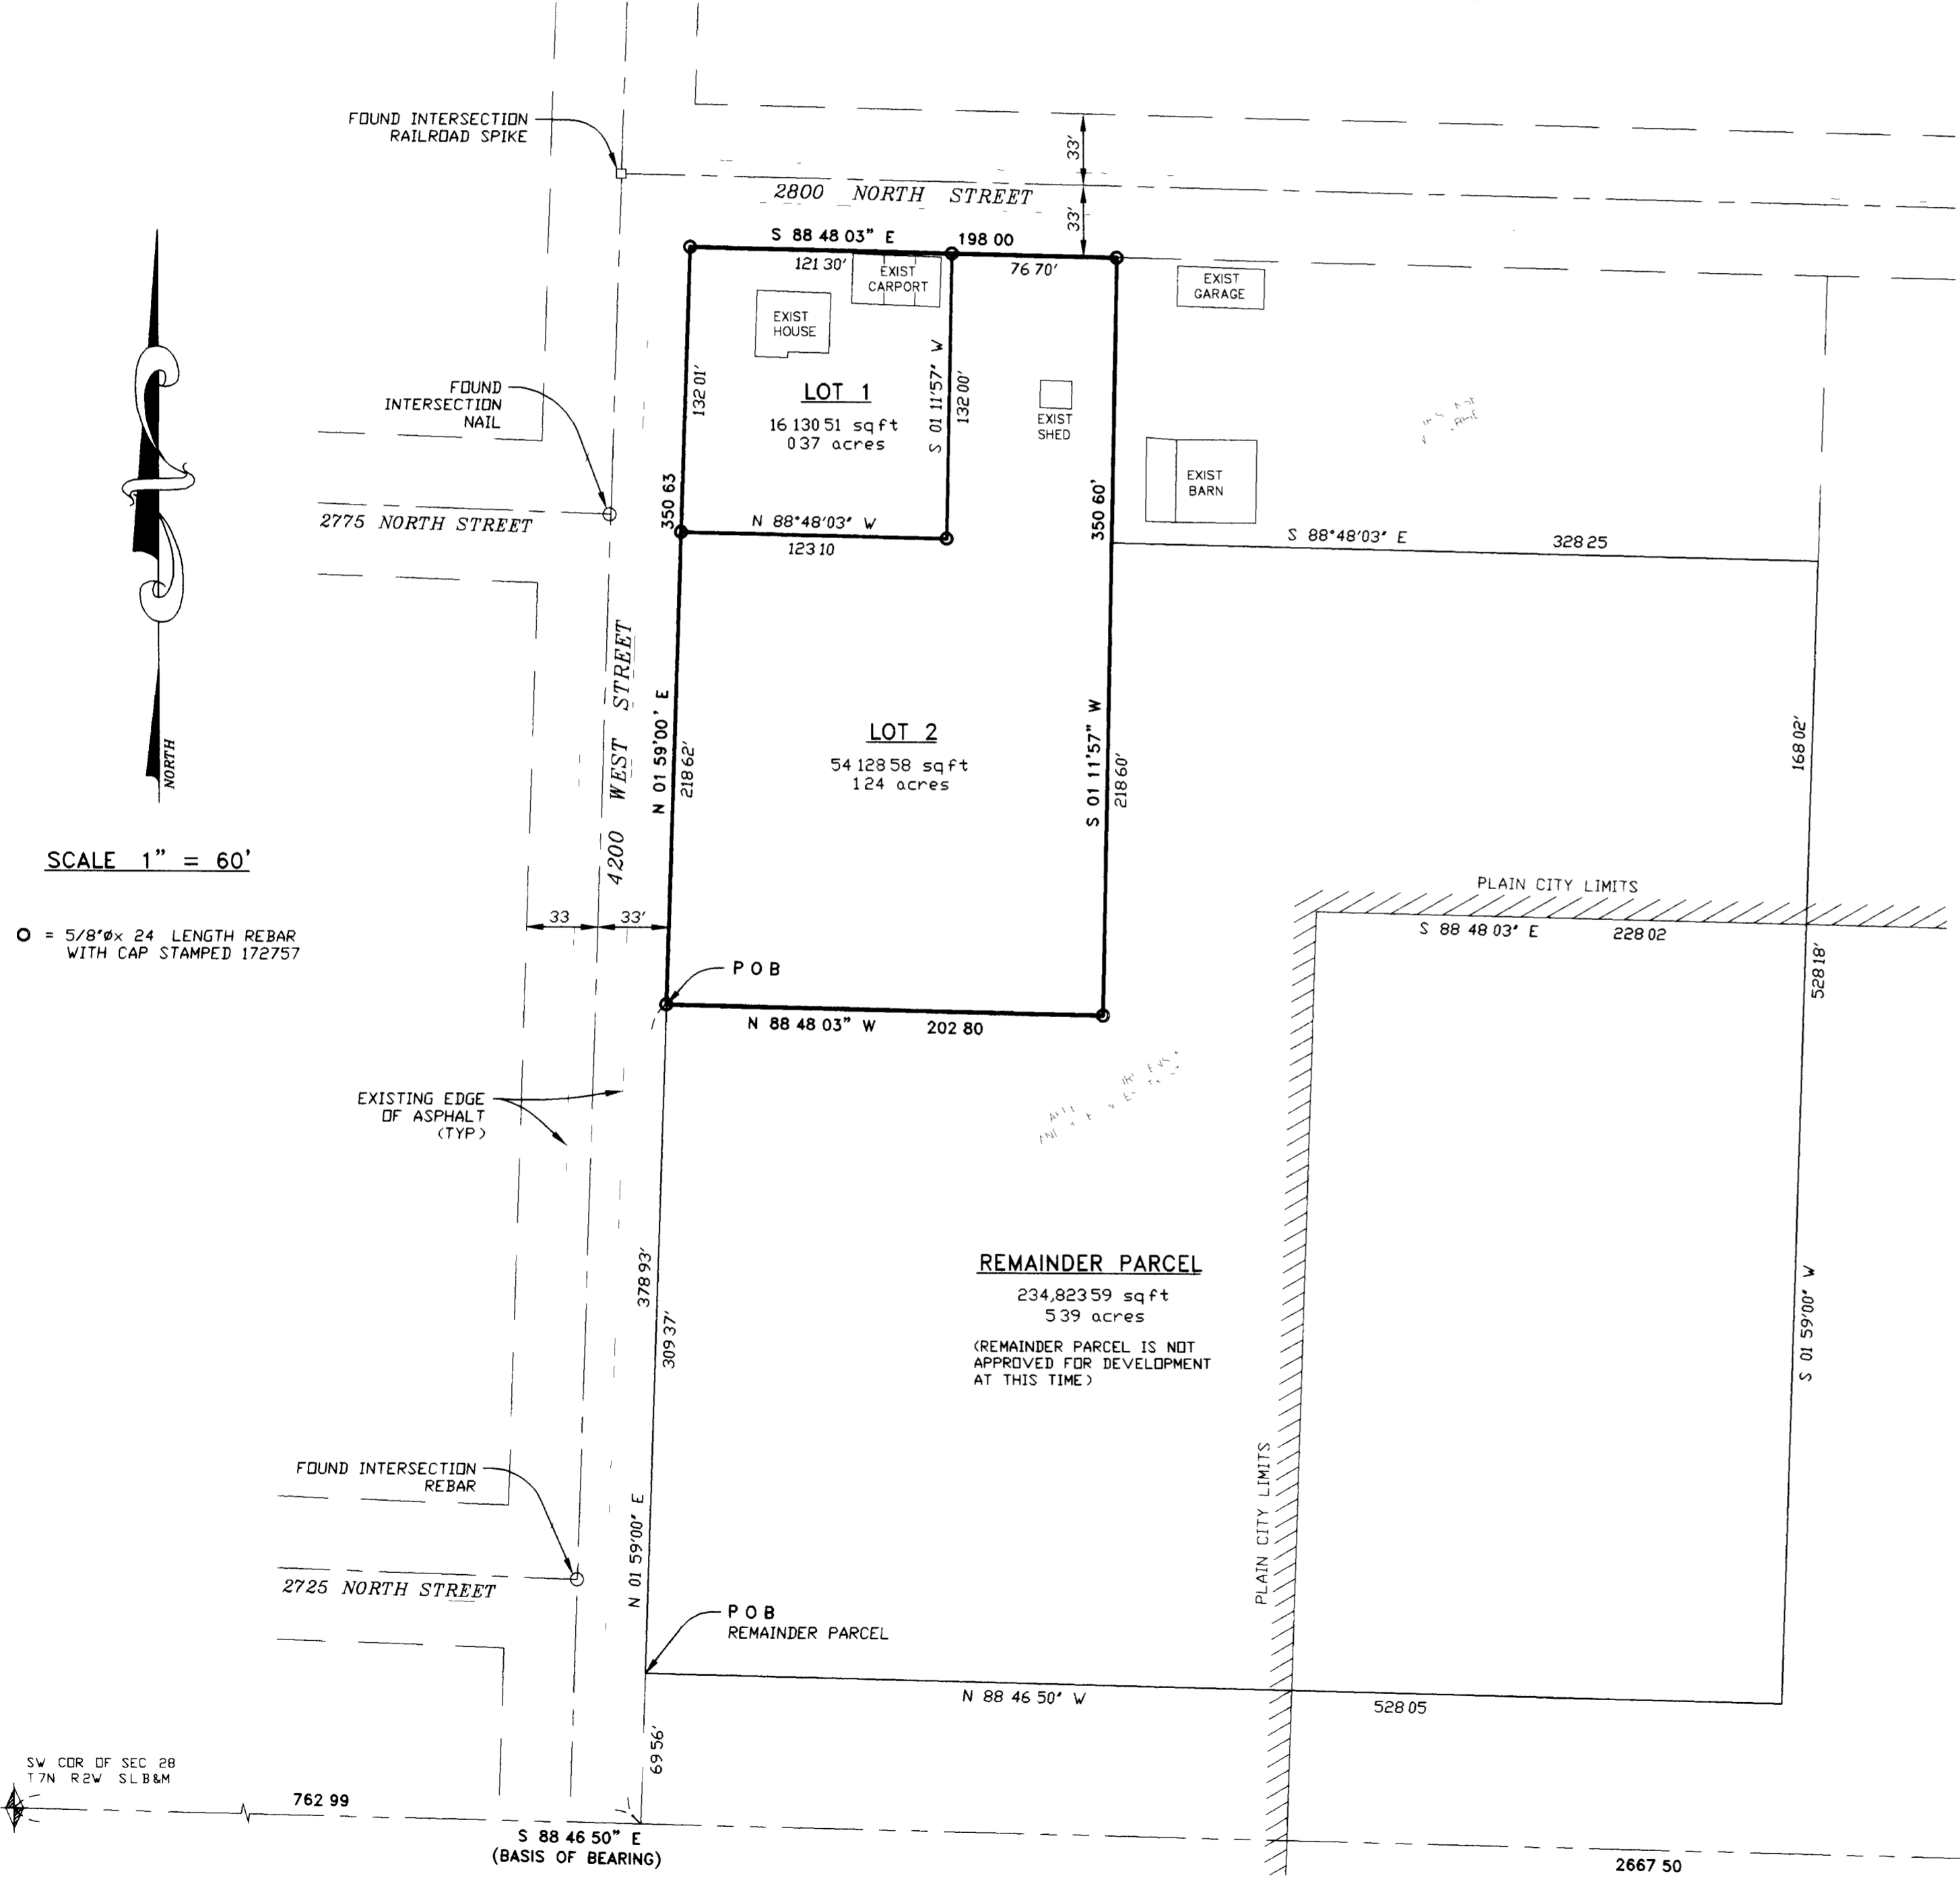 FOUND INTERSECTION
RAILROAD SPIKE
33'
2800 NORTH STREET
33'
S 88 48 03" E
198 00
121 30'
76 70'
EXIST
CARPORT
EXIST
GARAGE
EXIST
HOUSE
FOUND
INTERSECTION
NAIL
132 01'
LOT 1
16 130 51 sq ft
0 37 acres
S 01 11'57" W
132 00'
EXIST
SHED
EXIST
BARN
350 63
350 60'
2775 NORTH STREET
N 88°48'03" W
123 10
S 88°48'03" E
328 25
NORTH
4200 WEST STREET
N 01 59'00' E
218 62'
LOT 2
54 128 58 sq ft
1 24 acres
S 01 11'57" W
218 60'
168 02'
SCALE 1" = 60'
PLAIN CITY LIMITS
S 88 48 03" E
228 02
O = 5/8"øx 24 LENGTH REBAR
WITH CAP STAMPED 172757
33
33'
P O B
528 18'
N 88 48 03" W
202 80
EXISTING EDGE
OF ASPHALT
(TYP)
378 93'
309 37'
REMAINDER PARCEL
234,823 59 sq ft
5 39 acres
(REMAINDER PARCEL IS NOT
APPROVED FOR DEVELOPMENT
AT THIS TIME)
S 01 59'00" W
FOUND INTERSECTION
REBAR
N 01 59'00" E
PLAIN CITY LIMITS
2725 NORTH STREET
P O B
REMAINDER PARCEL
N 88 46 50" W
528 05
69 56'
SW COR OF SEC 28
T 7N R 2W SL B&M
762 99
S 88 46 50" E
(BASIS OF BEARING)
2667 50